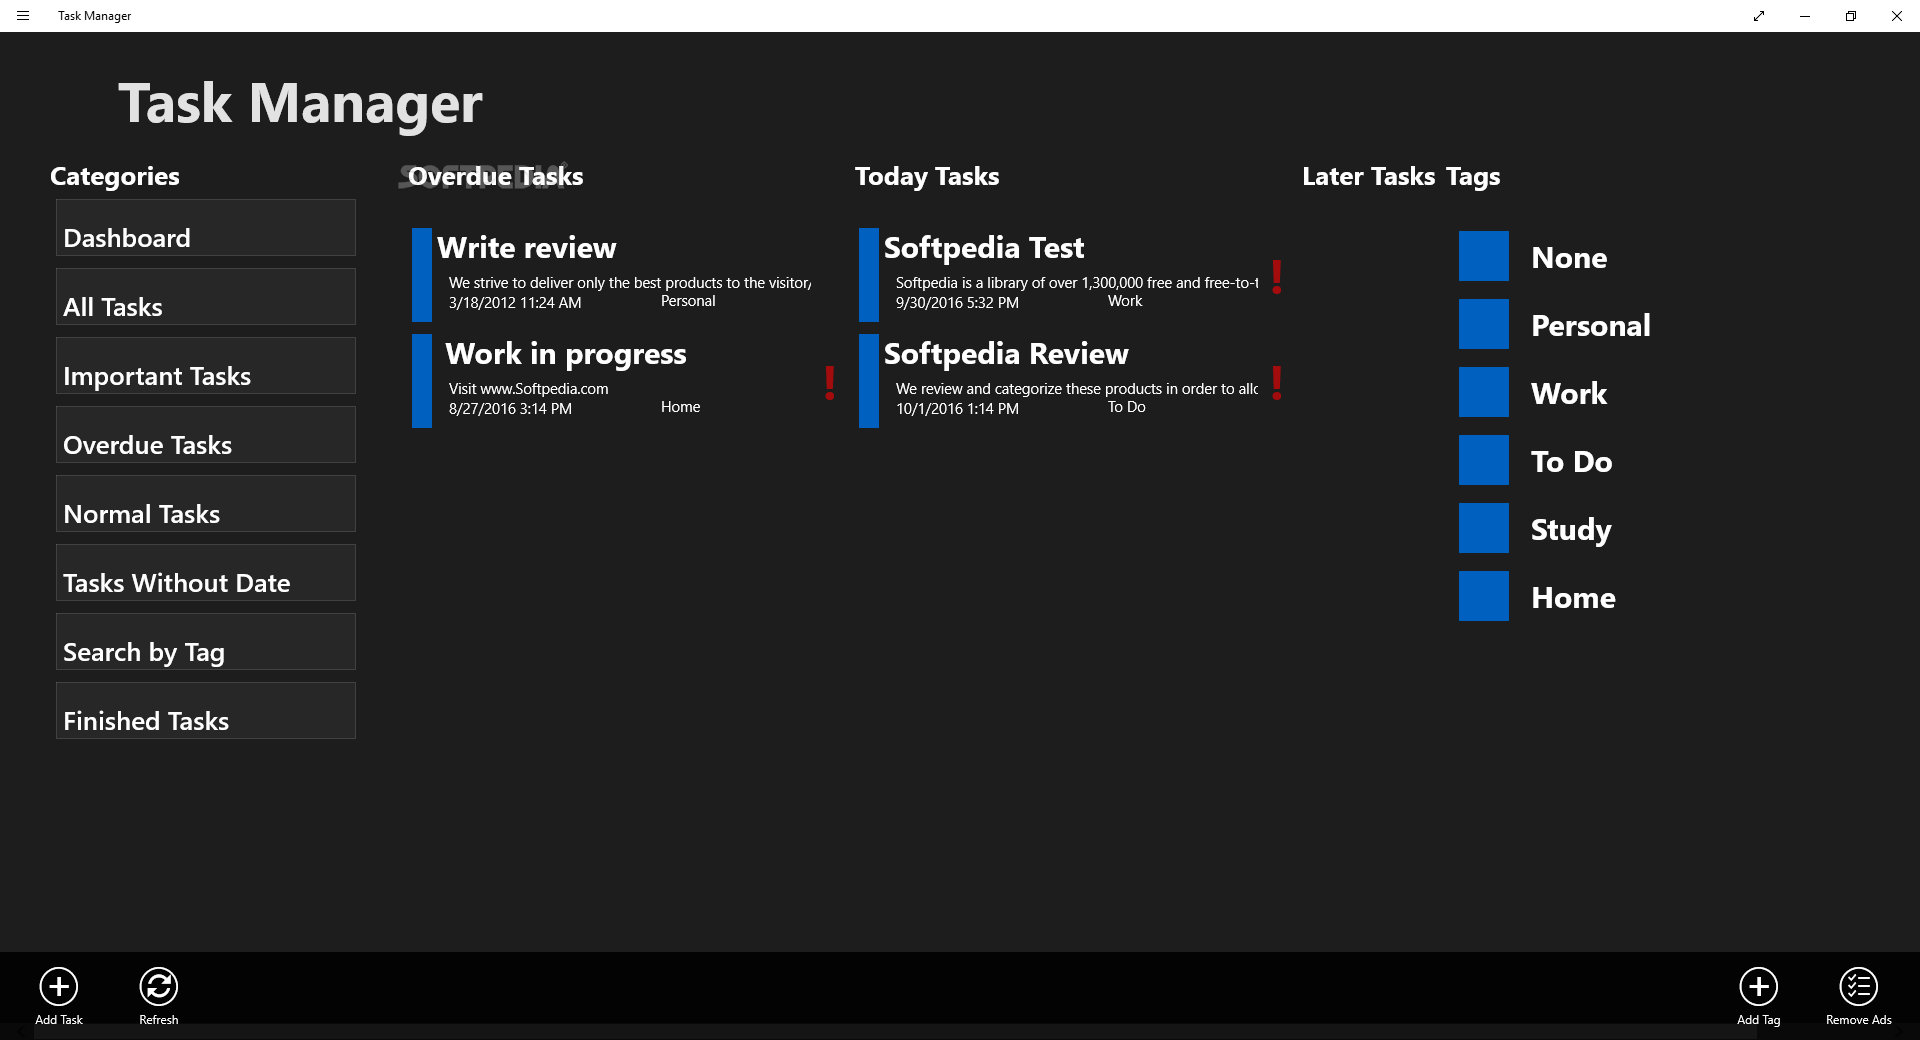 Task Manager
Task Manager
Categories
Dashboard
All Tasks
Important Tasks
Overdue Tasks
Normal Tasks
Tasks Without Date
Search by Tag
Finished Tasks
SOFTPEDIA
Overdue Tasks
Write review
We strive to deliver only the best products to the visitor/
3/18/2012 11:24 AM Personal
Work in progress
Visit www.Softpedia.com
8/27/2016 3:14 PM Home
!
Today Tasks
Softpedia Test
Softpedia is a library of over 1,300,000 free and free-to-t
9/30/2016 5:32 PM Work
!
Softpedia Review
We review and categorize these products in order to allo
10/1/2016 1:14 PM To Do
!
Later Tasks
Tags
None
Personal
Work
To Do
Study
Home
Add Task
Refresh
Add Tag
Remove Ads